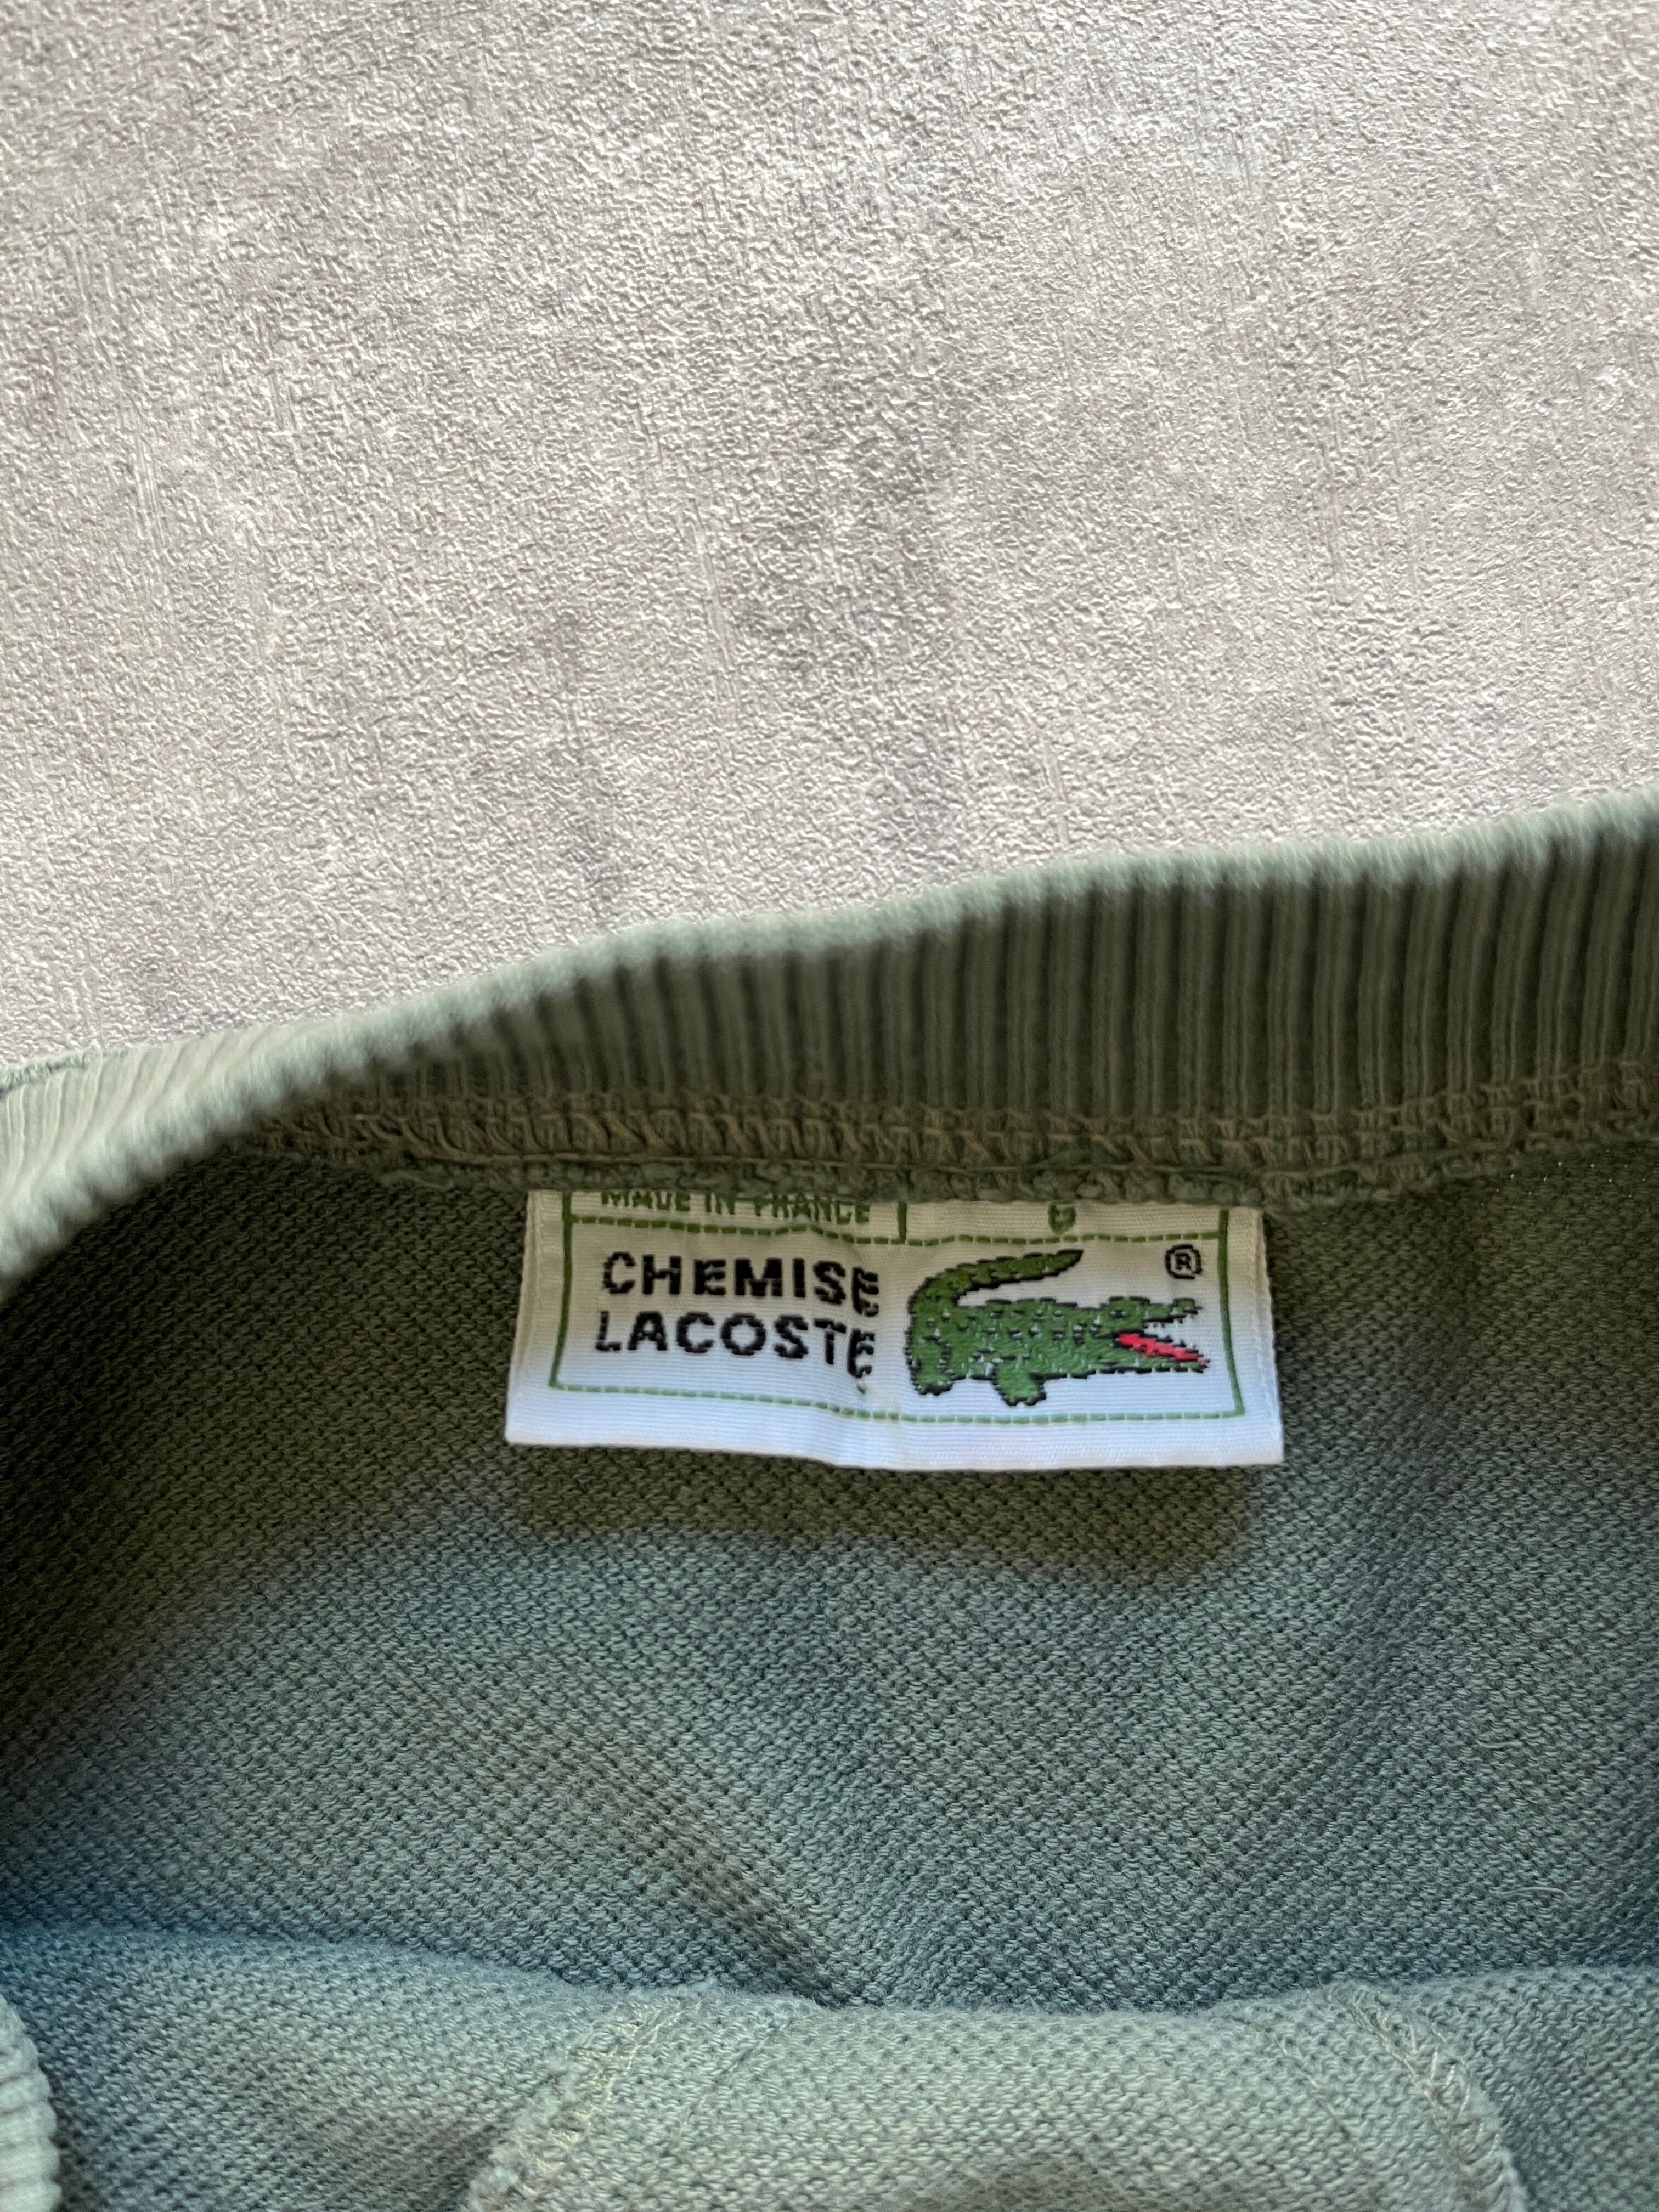 MADE IN FRANCE 6
CHEMISE ®
LACOSTE